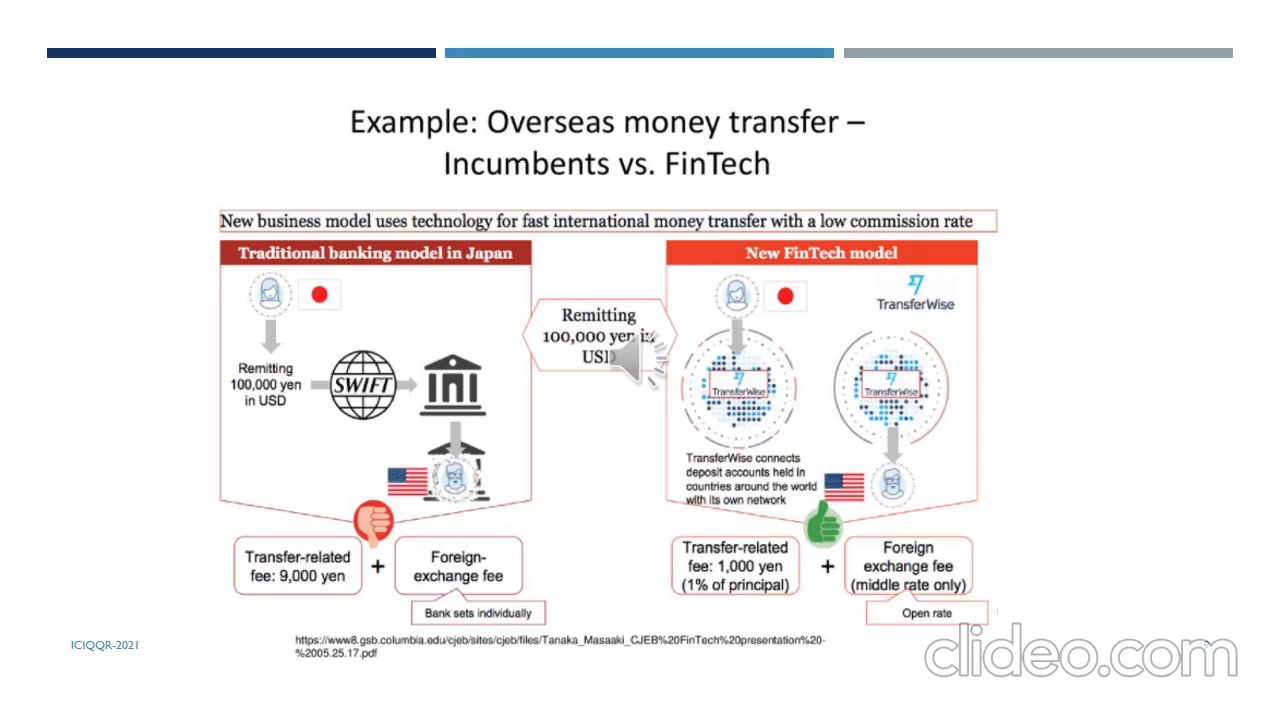 Example: Overseas money transfer –
Incumbents vs. FinTech
New business model uses technology for fast international money transfer with a low commission rate
Traditional banking model in Japan
Remitting
100,000 yen
in USD
SWIFT
Transfer-related
fee: 9,000 yen
+
Foreign-
exchange fee
Bank sets individually
Remitting
100,000 yen in
USD
New FinTech model
TransferWise
TransferWise
TransferWise
TransferWise connects
deposit accounts held in
countries around the world
with its own network
Transfer-related
fee: 1,000 yen
(1% of principal)
+
Foreign
exchange fee
(middle rate only)
Open rate
https://www8.gsb.columbia.edu/cjeb/sites/cjeb/files/Tanaka_Masaaki_CJEB%20FinTech%20presentation%20-
%2005.25.17.pdf
ICIQQR-2021
clideo.com